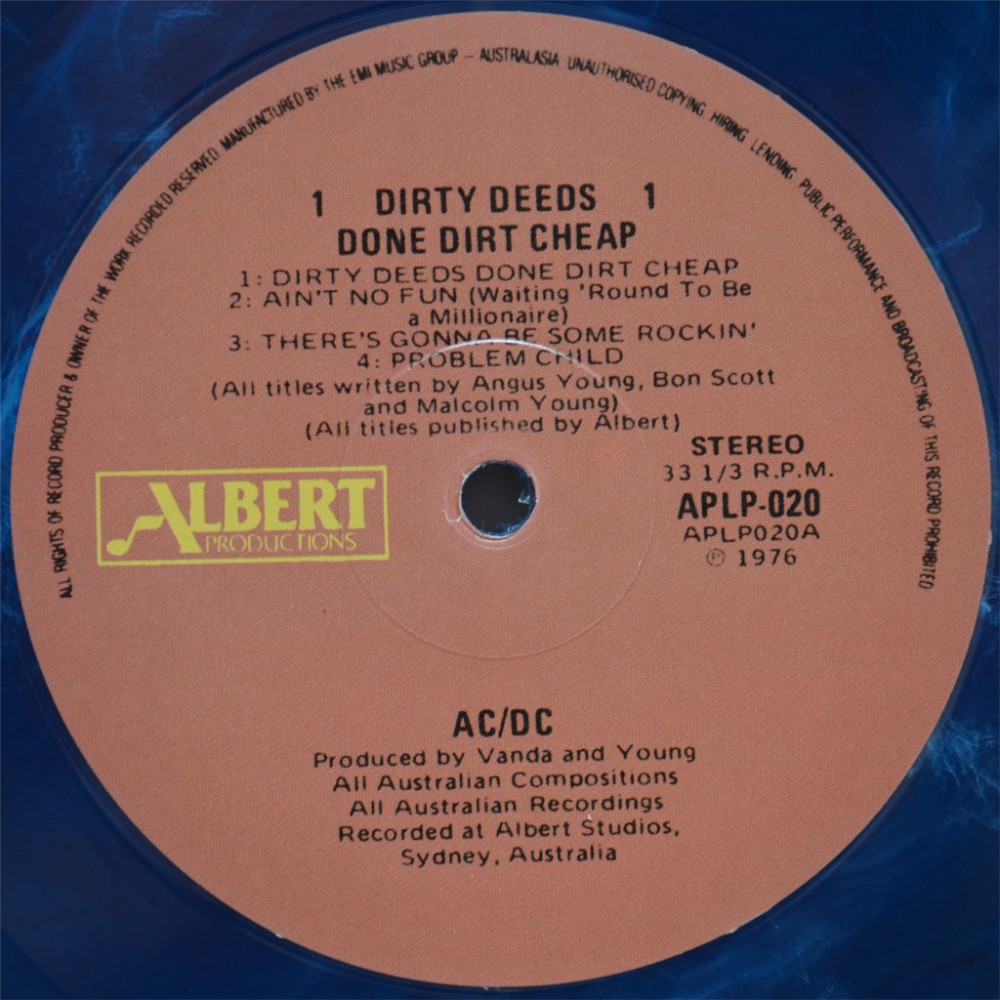 ALL RIGHTS OF RECORD PRODUCER & OWNER OF THE WORK RECORDED RESERVED MANUFACTURED BY THE EMI MUSIC GROUP – AUSTRALASIA UNAUTHORISED COPYING HIRING LENDING PUBLIC PERFORMANCE AND BROADCASTING OF THIS RECORD PROHIBITED
1 DIRTY DEEDS 1
DONE DIRT CHEAP
1: DIRTY DEEDS DONE DIRT CHEAP
2: AIN'T NO FUN (Waiting 'Round To Be
a Millionaire)
3: THERE'S GONNA BE SOME ROCKIN'
4: PROBLEM CHILD
(All titles written by Angus Young, Bon Scott
and Malcolm Young)
(All titles published by Albert)
STEREO
33 1/3 R.P.M.
APLP-020
APLP020A
℗ 1976
ALBERT
PRODUCTIONS
AC/DC
Produced by Vanda and Young
All Australian Compositions
All Australian Recordings
Recorded at Albert Studios,
Sydney, Australia